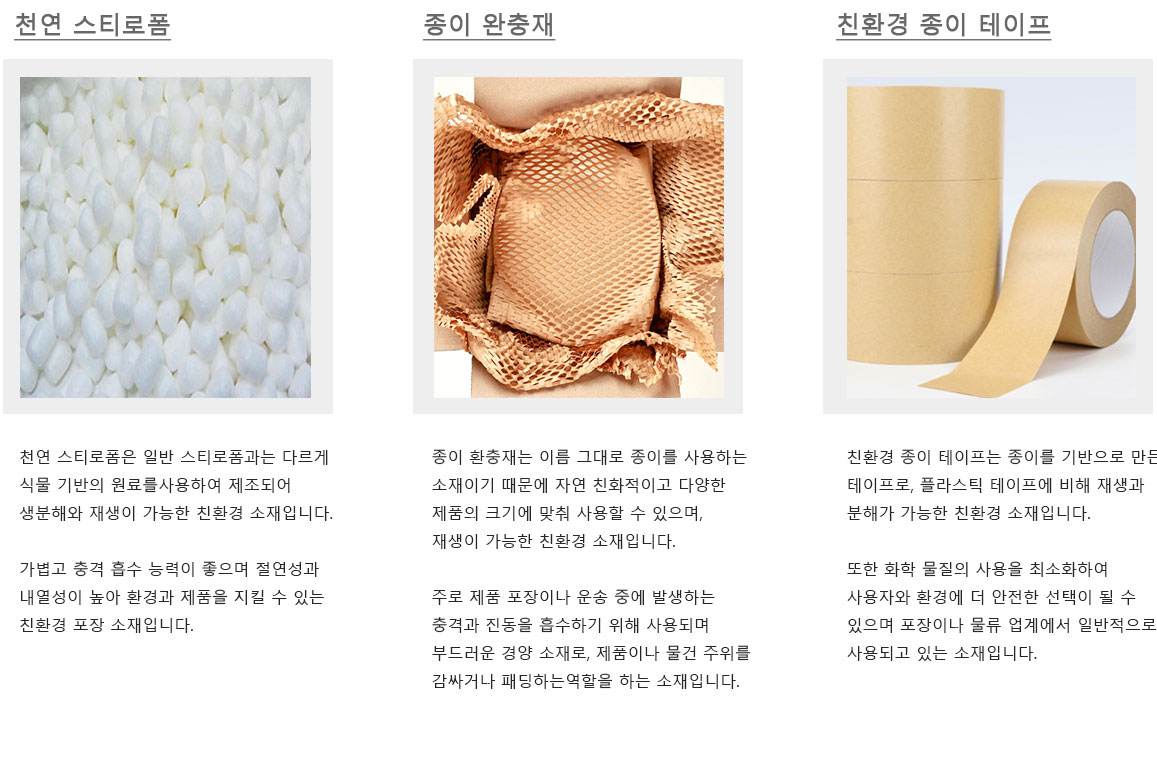 천연 스티로폼
천연 스티로폼은 일반 스티로폼과는 다르게
식물 기반의 원료를사용하여 제조되어
생분해와 재생이 가능한 친환경 소재입니다.
가볍고 충격 흡수 능력이 좋으며 절연성과
내열성이 높아 환경과 제품을 지킬 수 있는
친환경 포장 소재입니다.
종이 완충재
종이 환충재는 이름 그대로 종이를 사용하는
소재이기 때문에 자연 친화적이고 다양한
제품의 크기에 맞춰 사용할 수 있으며,
재생이 가능한 친환경 소재입니다.
주로 제품 포장이나 운송 중에 발생하는
충격과 진동을 흡수하기 위해 사용되며
부드러운 경양 소재로, 제품이나 물건 주위를
감싸거나 패딩하는역할을 하는 소재입니다.
친환경 종이 테이프
친환경 종이 테이프는 종이를 기반으로 만든
테이프로, 플라스틱 테이프에 비해 재생과
분해가 가능한 친환경 소재입니다.
또한 화학 물질의 사용을 최소화하여
사용자와 환경에 더 안전한 선택이 될 수
있으며 포장이나 물류 업계에서 일반적으로
사용되고 있는 소재입니다.